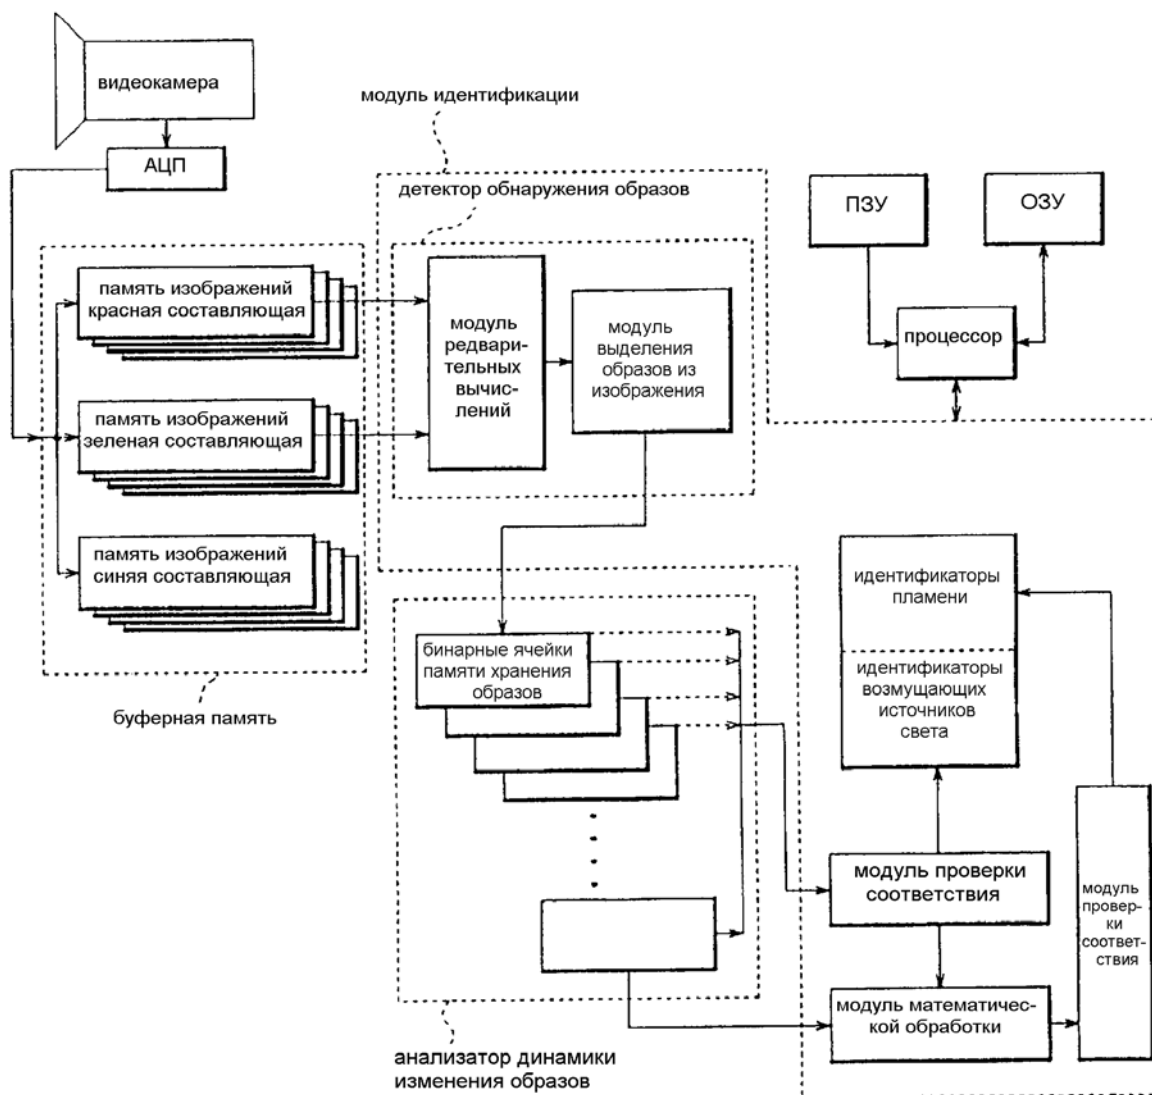 видеокамера
АЦП
модуль идентификации
детектор обнаружения образов
память изображений
красная составляющая
память изображений
зеленая составляющая
память изображений
синяя составляющая
буферная память
модуль
редвари-
тельных
вычис-
лений
модуль
выделения
образов из
изображения
ПЗУ
ОЗУ
процессор
бинарные ячейки
памяти хранения
образов
анализатор динамики
изменения образов
идентификаторы
пламени
идентификаторы
возмущающих
источников
света
модуль проверки
соответствия
модуль математичес-
кой обработки
модуль
провер-
ки
соответ-
ствия